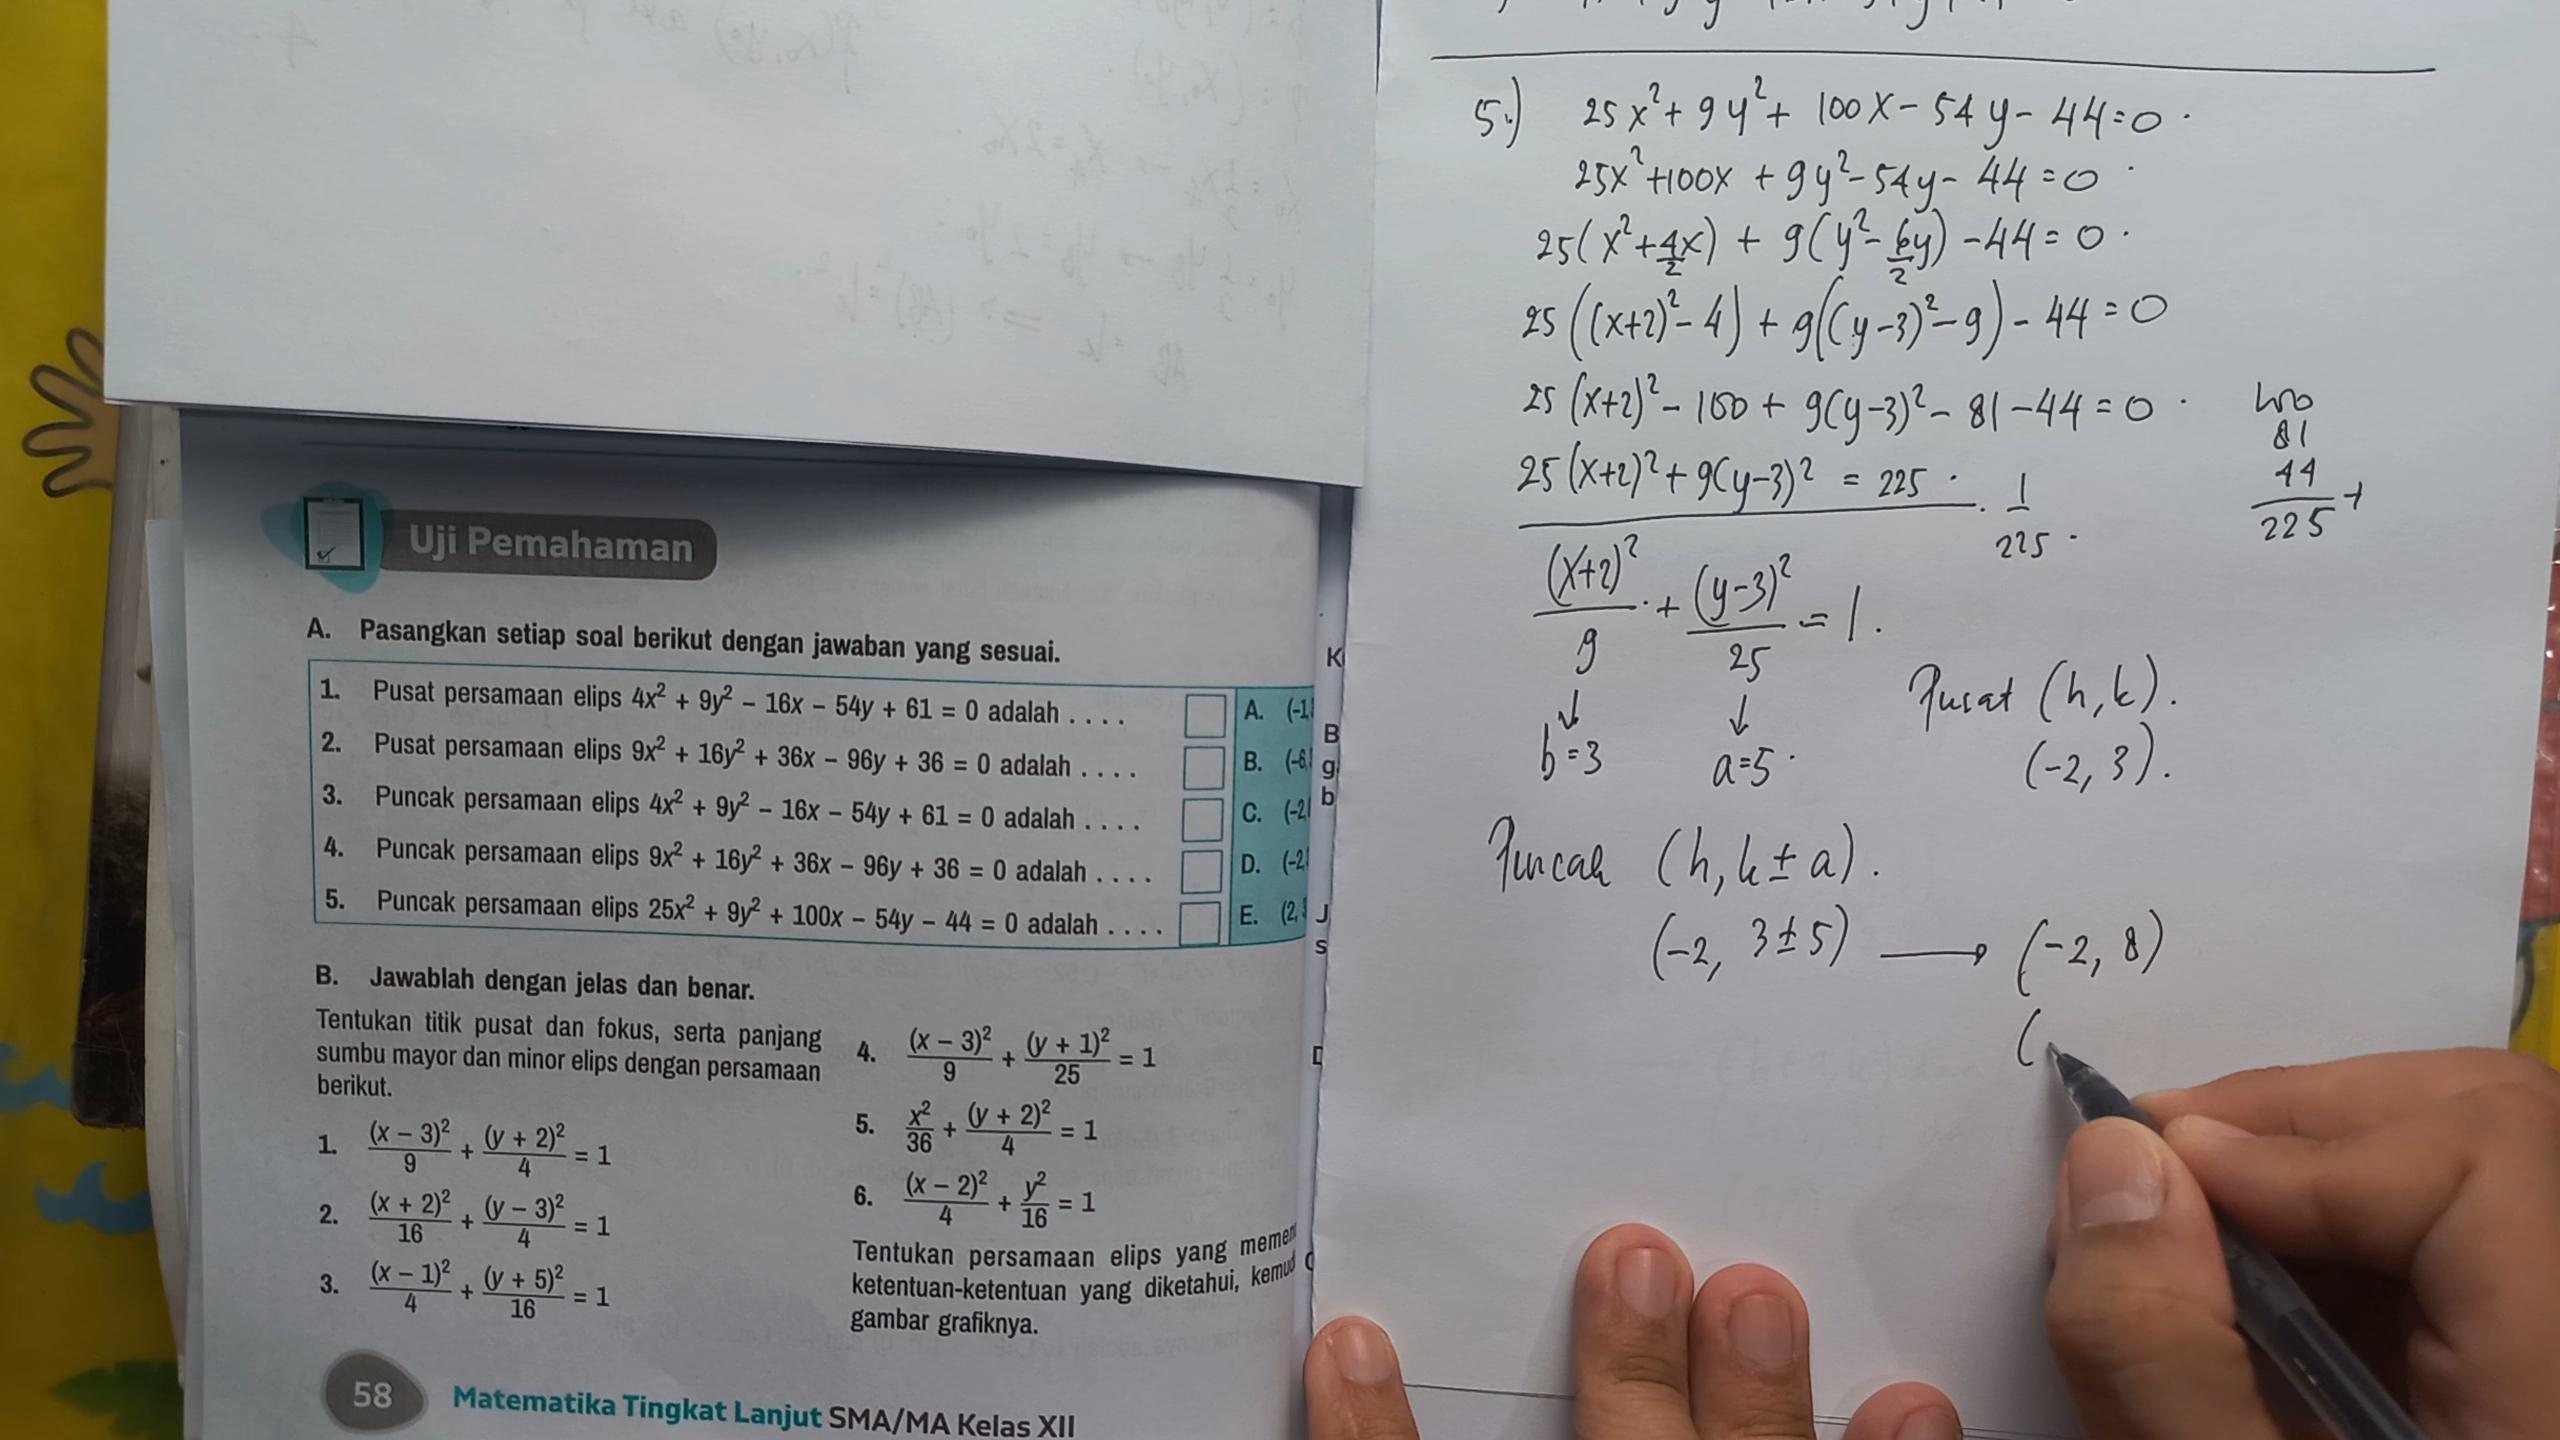 Uji Pemahaman
A. Pasangkan setiap soal berikut dengan jawaban yang sesuai.
1. Pusat persamaan elips 4x² + 9y² – 16x – 54y + 61 = 0 adalah . . . .
2. Pusat persamaan elips 9x² + 16y² + 36x – 96y + 36 = 0 adalah . . . .
3. Puncak persamaan elips 4x² + 9y² – 16x – 54y + 61 = 0 adalah . . . .
4. Puncak persamaan elips 9x² + 16y² + 36x – 96y + 36 = 0 adalah . . . .
5. Puncak persamaan elips 25x² + 9y² + 100x – 54y – 44 = 0 adalah . . . .
A. (-1,
B. (-6,
C. (-2,
D. (-2,
E. (2,
B. Jawablah dengan jelas dan benar.
Tentukan titik pusat dan fokus, serta panjang
sumbu mayor dan minor elips dengan persamaan
berikut.
1. (x – 3)²/9 + (y + 2)²/4 = 1
2. (x + 2)²/16 + (y – 3)²/4 = 1
3. (x – 1)²/4 + (y + 5)²/16 = 1
4. (x – 3)²/9 + (y + 1)²/25 = 1
5. x²/36 + (y + 2)²/4 = 1
6. (x – 2)²/4 + y²/16 = 1
Tentukan persamaan elips yang
ketentuan-ketentuan yang diketahui,
gambar grafiknya.
58 Matematika Tingkat Lanjut SMA/MA Kelas XII
K
B
g
b
J
s
5.) 25x² + 9y² + 100x – 54y – 44 = 0 .
25x² + 100x + 9y² – 54y – 44 = 0 .
25(x² + 4x) + 9(y² – 6y) – 44 = 0 .
2 2
25((x+2)² – 4) + 9((y–3)² – 9) – 44 = 0
25(x+2)² – 100 + 9(y–3)² – 81 – 44 = 0 .
25(x+2)² + 9(y–3)² = 225 . 1/225 .
100
81
44 +
225
(x+2)²/9 + (y–3)²/25 = 1 .
↓ ↓
b=3 a=5 .
Pusat (h, k) .
(-2, 3) .
Puncak (h, k ± a) .
(-2, 3 ± 5) → (-2, 8)
(